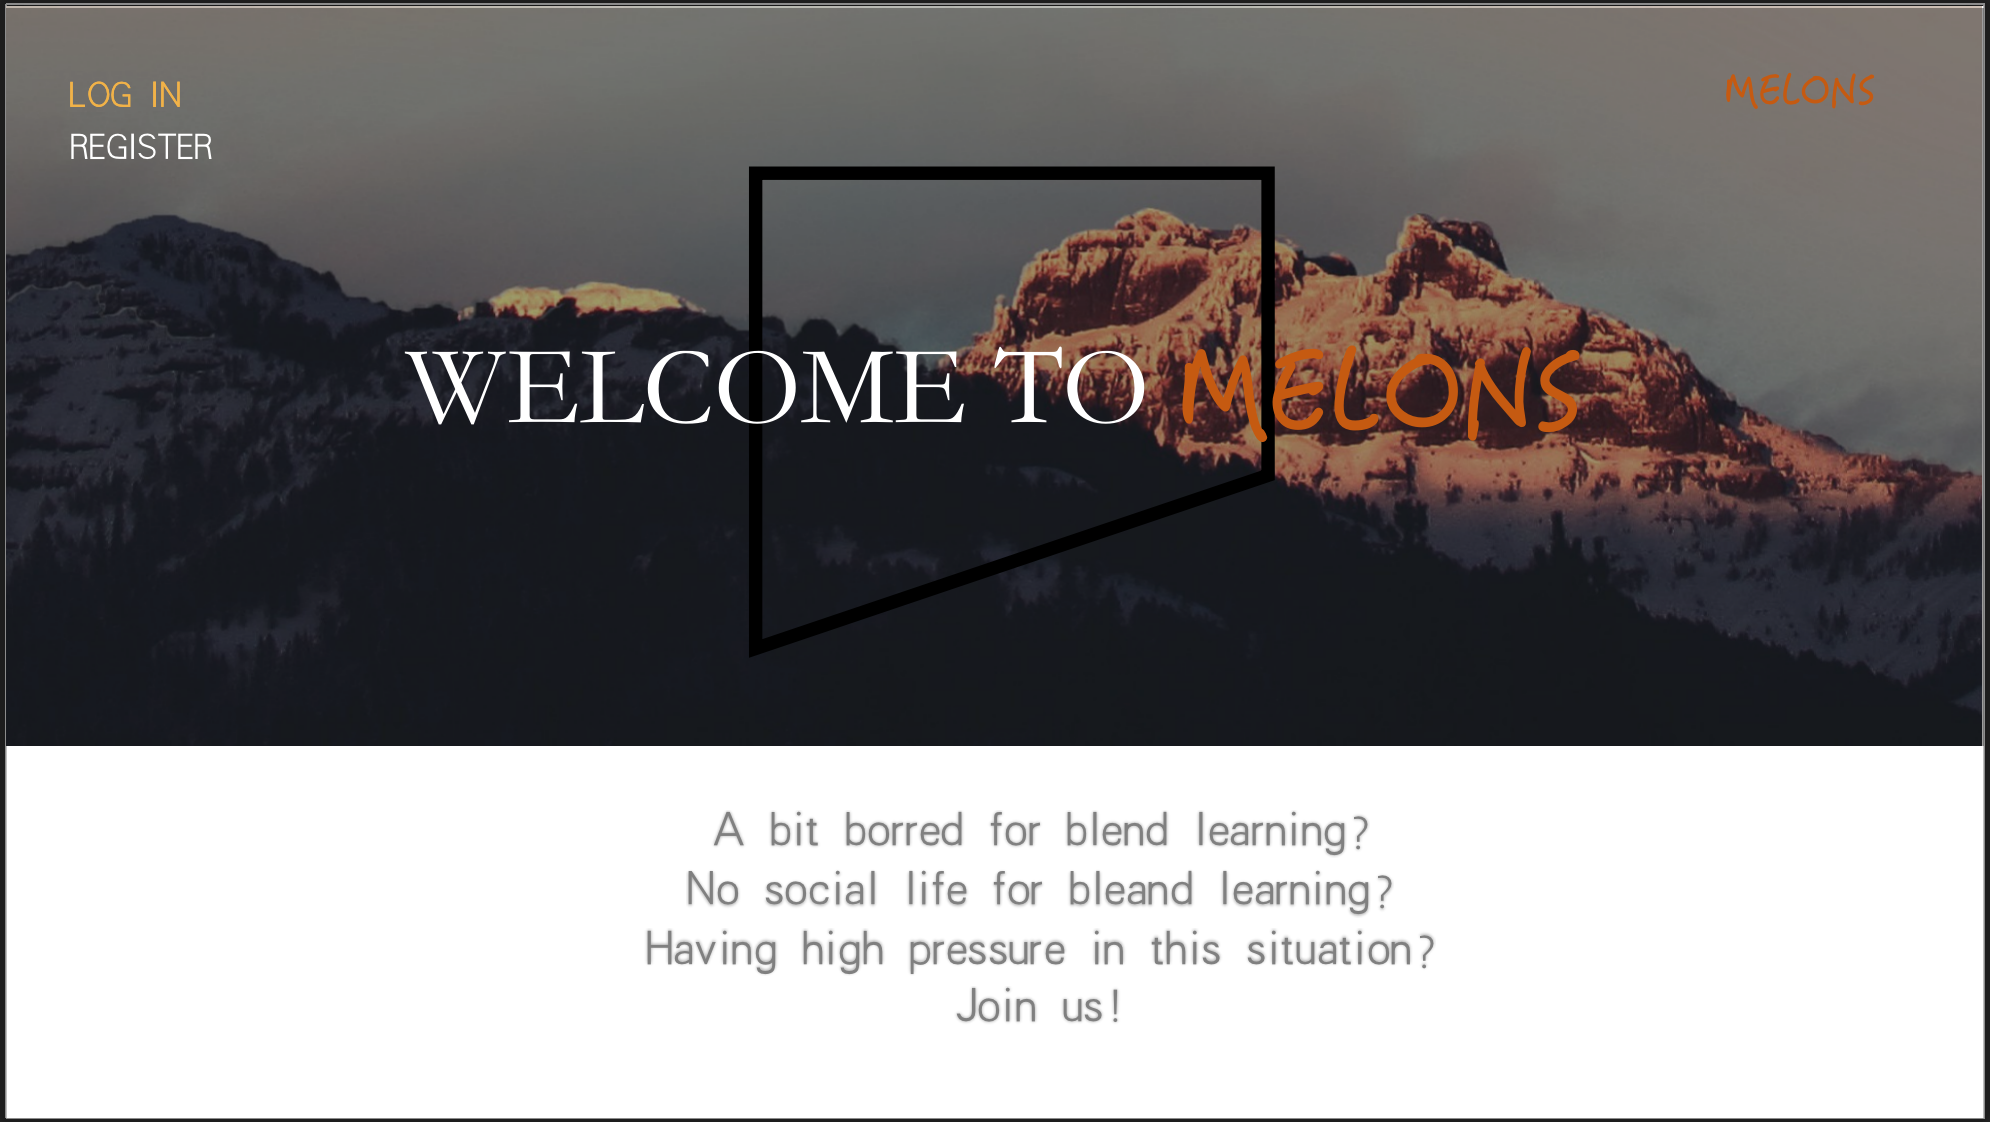 LOG IN
REGISTER
MELONS
WELCOME TO MELONS
A bit borred for blend learning?
No social life for bleand learning?
Having high pressure in this situation?
Join us!